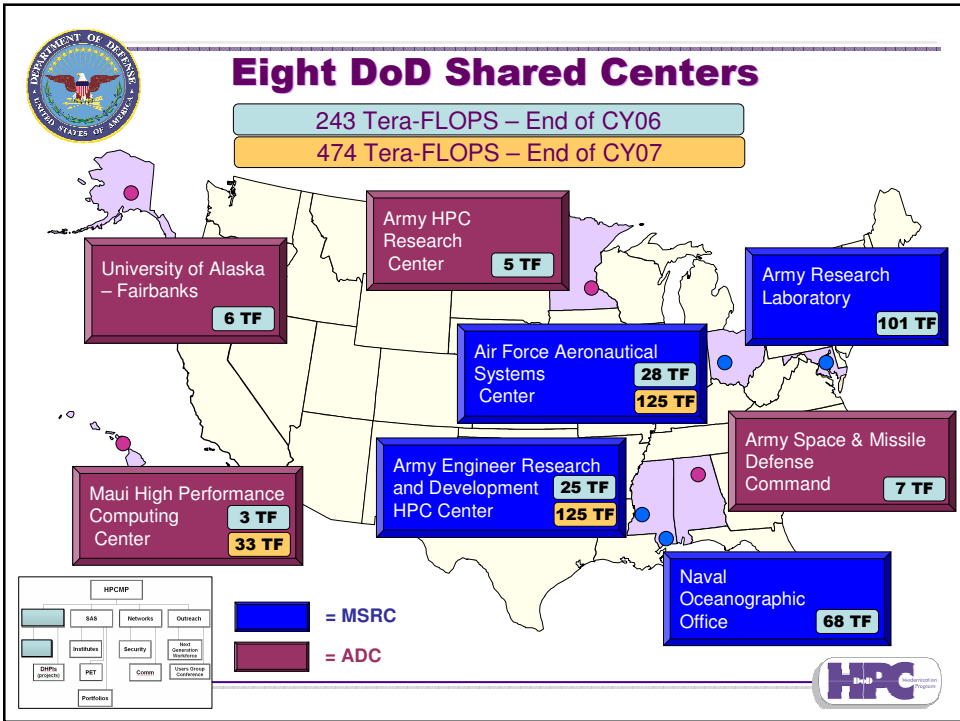 DEPARTMENT OF DEFENSE
UNITED STATES OF AMERICA
Eight DoD Shared Centers
243 Tera-FLOPS – End of CY06
474 Tera-FLOPS – End of CY07
Army HPC
Research
Center
5 TF
University of Alaska
– Fairbanks
6 TF
Army Research
Laboratory
101 TF
Air Force Aeronautical
Systems
Center
28 TF
125 TF
Army Space & Missile
Defense
Command
7 TF
Army Engineer Research
and Development
HPC Center
25 TF
125 TF
Maui High Performance
Computing
Center
3 TF
33 TF
Naval
Oceanographic
Office
68 TF
HPCMP
SAS
Networks
Outreach
Institutes
Security
Next
Generation
Workforce
DHPIs
(projects)
PET
Comm
Users Group
Conference
Portfolios
= MSRC
= ADC
HPC
DoD
Modernization
Program